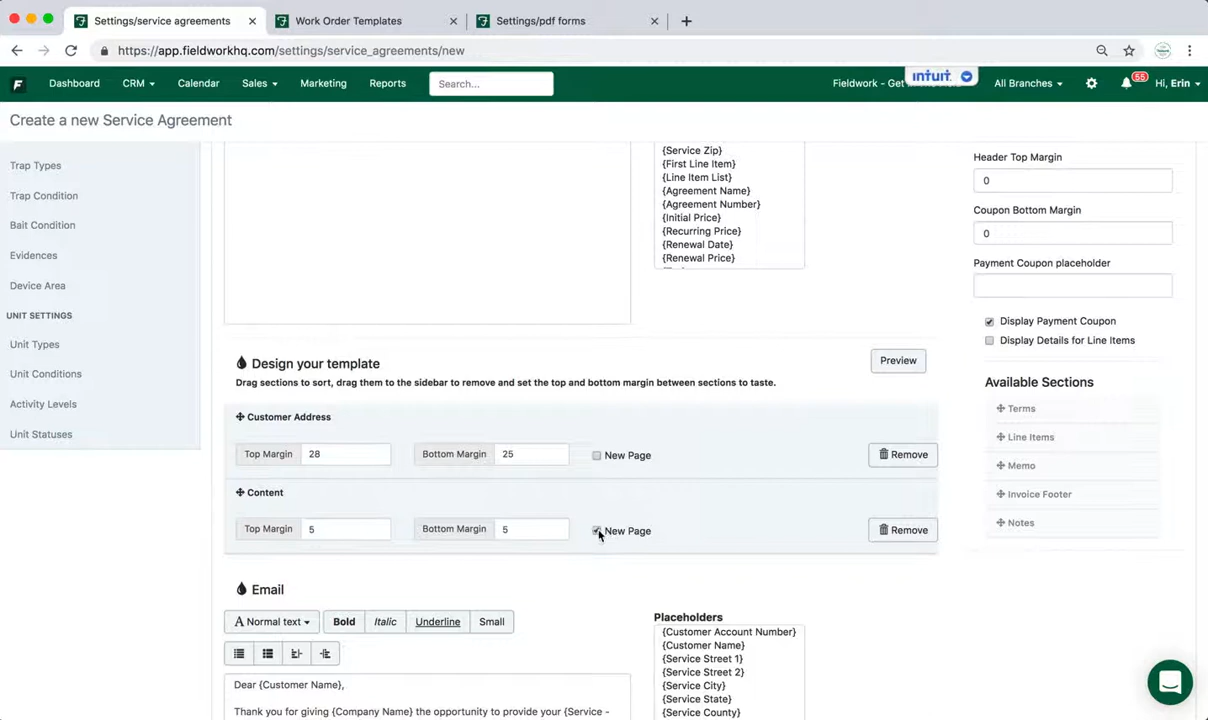 Settings/service agreements
Work Order Templates
Settings/pdf forms
https://app.fieldworkhq.com/settings/service_agreements/new
Dashboard
CRM
Calendar
Sales
Marketing
Reports
Search...
Fieldwork - Get
intuit
All Branches
55
Hi, Erin
Create a new Service Agreement
Trap Types
Trap Condition
Bait Condition
Evidences
Device Area
UNIT SETTINGS
Unit Types
Unit Conditions
Activity Levels
Unit Statuses
{Service Zip}
{First Line Item}
{Line Item List}
{Agreement Name}
{Agreement Number}
{Initial Price}
{Recurring Price}
{Renewal Date}
{Renewal Price}
Header Top Margin
0
Coupon Bottom Margin
0
Payment Coupon placeholder
Display Payment Coupon
Display Details for Line Items
Available Sections
Terms
Line Items
Memo
Invoice Footer
Notes
Design your template
Preview
Drag sections to sort, drag them to the sidebar to remove and set the top and bottom margin between sections to taste.
Customer Address
Top Margin 28 Bottom Margin 25 New Page Remove
Content
Top Margin 5 Bottom Margin 5 New Page Remove
Email
A Normal text Bold Italic Underline Small
Dear {Customer Name},
Thank you for giving {Company Name} the opportunity to provide your {Service -
Placeholders
{Customer Account Number}
{Customer Name}
{Service Street 1}
{Service Street 2}
{Service City}
{Service State}
{Service County}